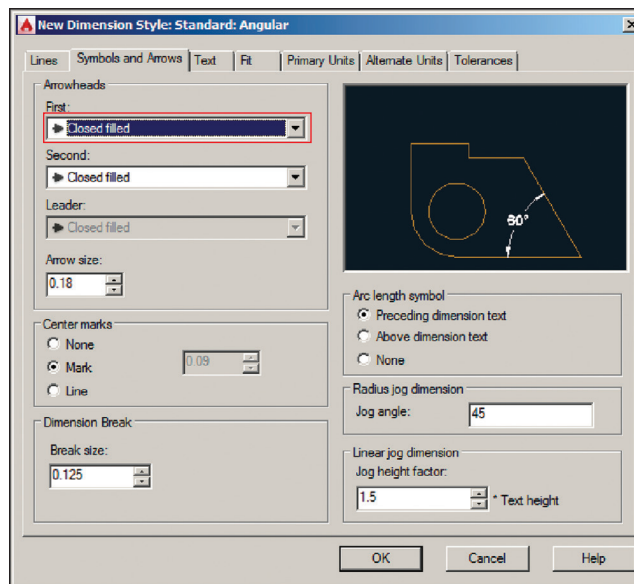 New Dimension Style: Standard: Angular
Lines
Symbols and Arrows
Text
Fit
Primary Units
Alternate Units
Tolerances
Arrowheads
First:
Closed filled
Second:
Closed filled
Leader:
Closed filled
Arrow size:
0.18
Center marks
None
Mark
0.09
Line
Dimension Break
Break size:
0.125
60°
Arc length symbol
Preceding dimension text
Above dimension text
None
Radius jog dimension
Jog angle:
45
Linear jog dimension
Jog height factor:
1.5
* Text height
OK
Cancel
Help